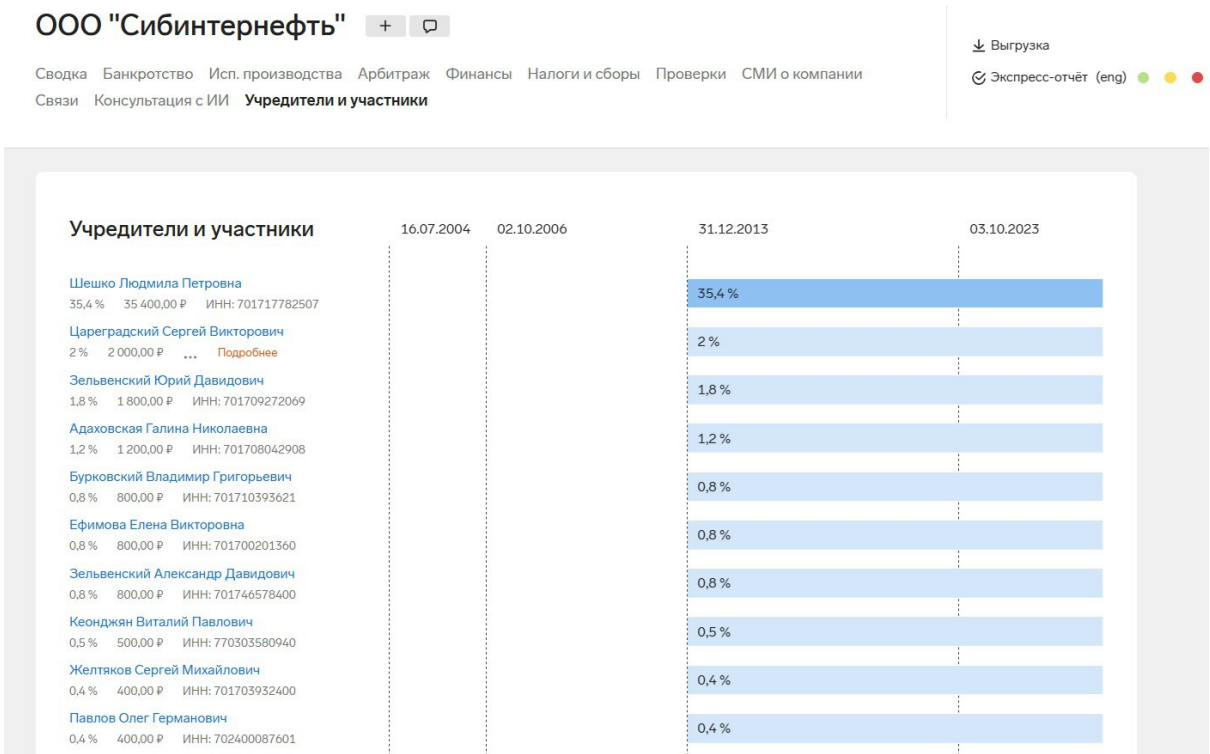 ООО "Сибинтернефть"
Выгрузка
Экспресс-отчёт (eng)
Сводка Банкротство Исп. производства Арбитраж Финансы Налоги и сборы Проверки СМИ о компании
Связи Консультация с ИИ Учредители и участники
Учредители и участники 16.07.2004 02.10.2006 31.12.2013 03.10.2023
Шешко Людмила Петровна
35,4 % 35 400,00 ₽ ИНН: 701717782507
35,4 %
Цареградский Сергей Викторович
2 % 2 000,00 ₽ ... Подробнее
2 %
Зельвенский Юрий Давидович
1,8 % 1 800,00 ₽ ИНН: 701709272069
1,8 %
Адаховская Галина Николаевна
1,2 % 1 200,00 ₽ ИНН: 701708042908
1,2 %
Бурковский Владимир Григорьевич
0,8 % 800,00 ₽ ИНН: 701710393621
0,8 %
Ефимова Елена Викторовна
0,8 % 800,00 ₽ ИНН: 701700201360
0,8 %
Зельвенский Александр Давидович
0,8 % 800,00 ₽ ИНН: 701746578400
0,8 %
Кеонджян Виталий Павлович
0,5 % 500,00 ₽ ИНН: 770303580940
0,5 %
Желтяков Сергей Михайлович
0,4 % 400,00 ₽ ИНН: 701703932400
0,4 %
Павлов Олег Германович
0,4 % 400,00 ₽ ИНН: 702400087601
0,4 %